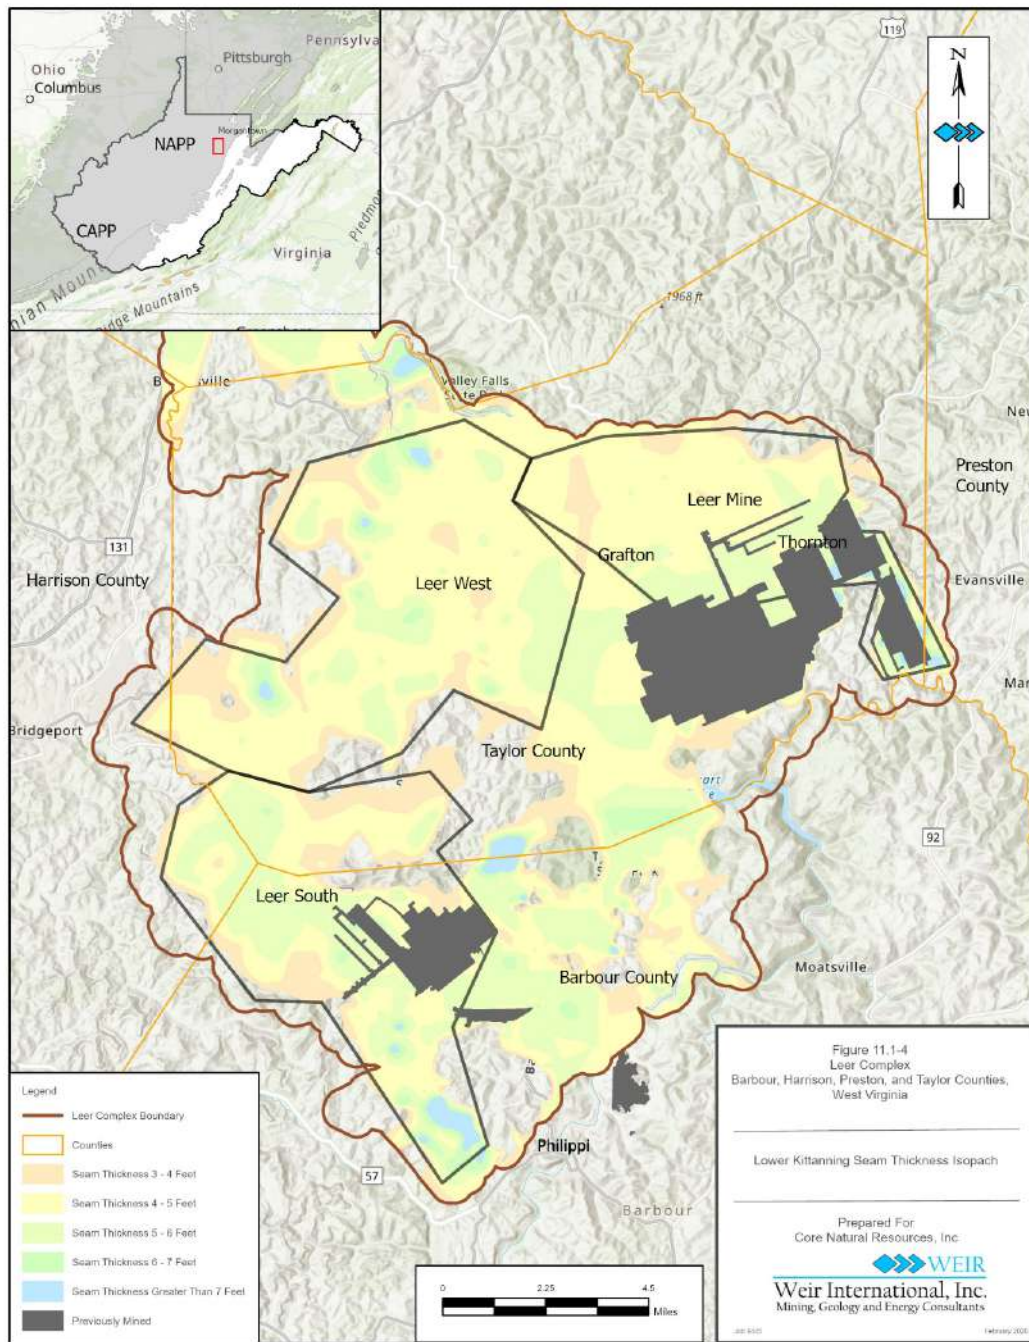 Ohio
Columbus
Pittsburgh
Pennsylva
Morgantown
NAPP
CAPP
Virginia
Piedmon
nian Moun
Ridge Mountains
119
N
1968 ft
Valley Falls
131
Harrison County
Bridgeport
Leer West
Leer Mine
Grafton
Thornton
Preston
County
Evansville
Taylor County
92
Leer South
Barbour County
Moatsville
Philippi
57
Barbour
Legend
Leer Complex Boundary
Counties
Seam Thickness 3 - 4 Feet
Seam Thickness 4 - 5 Feet
Seam Thickness 5 - 6 Feet
Seam Thickness 6 - 7 Feet
Seam Thickness Greater Than 7 Feet
Previously Mined
0 2.25 4.5
Miles
Figure 11.1-4
Leer Complex
Barbour, Harrison, Preston, and Taylor Counties,
West Virginia
Lower Kittanning Seam Thickness Isopach
Prepared For
Core Natural Resources, Inc.
WEIR
Weir International, Inc.
Mining, Geology and Energy Consultants